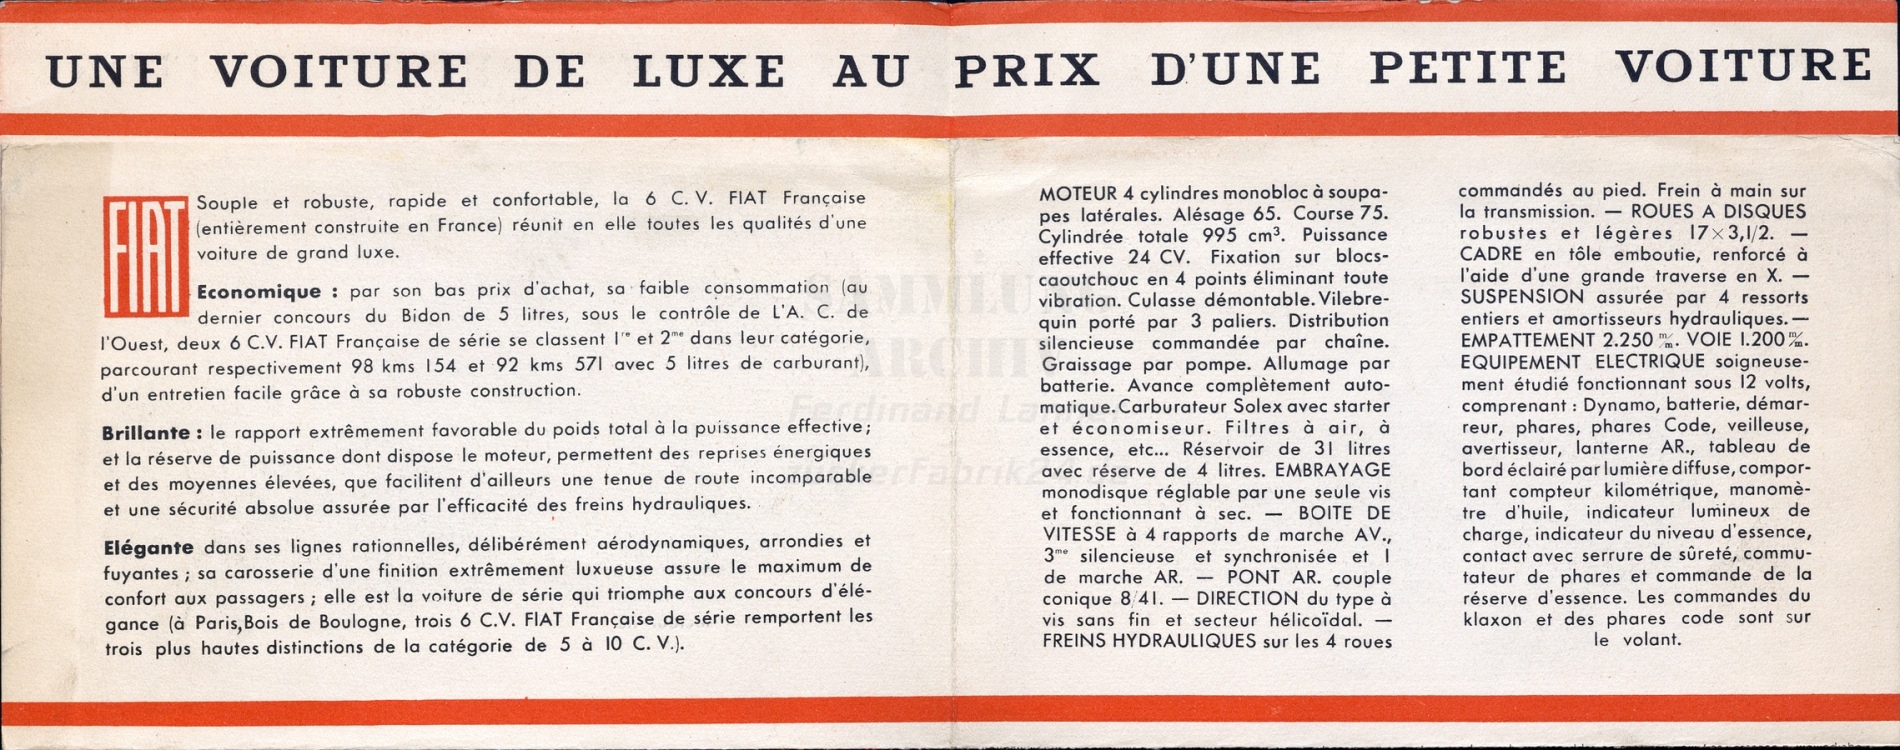 UNE VOITURE DE LUXE AU PRIX D'UNE PETITE VOITURE
FIAT
Souple et robuste, rapide et confortable, la 6 C.V. FIAT Française
(entièrement construite en France) réunit en elle toutes les qualités d'une
voiture de grand luxe.
Economique : par son bas prix d'achat, sa faible consommation (au
dernier concours du Bidon de 5 litres, sous le contrôle de L'A. C. de
l'Ouest, deux 6 C.V. FIAT Française de série se classent 1re et 2me dans leur catégorie,
parcourant respectivement 98 kms 154 et 92 kms 571 avec 5 litres de carburant),
d'un entretien facile grâce à sa robuste construction.
Brillante : le rapport extrêmement favorable du poids total à la puissance effective;
et la réserve de puissance dont dispose le moteur, permettent des reprises énergiques
et des moyennes élevées, que facilitent d'ailleurs une tenue de route incomparable
et une sécurité absolue assurée par l'efficacité des freins hydrauliques.
Elégante dans ses lignes rationnelles, délibérément aérodynamiques, arrondies et
fuyantes ; sa carosserie d'une finition extrêmement luxueuse assure le maximum de
confort aux passagers ; elle est la voiture de série qui triomphe aux concours d'élé-
gance (à Paris,Bois de Boulogne, trois 6 C.V. FIAT Française de série remportent les
trois plus hautes distinctions de la catégorie de 5 à 10 C. V.).
MOTEUR 4 cylindres monobloc à soupa-
pes latérales. Alésage 65. Course 75.
Cylindrée totale 995 cm³. Puissance
effective 24 CV. Fixation sur blocs-
caoutchouc en 4 points éliminant toute
vibration. Culasse démontable. Vilebre-
quin porté par 3 paliers. Distribution
silencieuse commandée par chaîne.
Graissage par pompe. Allumage par
batterie. Avance complètement auto-
matique. Carburateur Solex avec starter
et économiseur. Filtres à air, à
essence, etc... Réservoir de 31 litres
avec réserve de 4 litres. EMBRAYAGE
monodisque réglable par une seule vis
et fonctionnant à sec. — BOITE DE
VITESSE à 4 rapports de marche AV.,
3me silencieuse et synchronisée et 1
de marche AR. — PONT AR. couple
conique 8/41. — DIRECTION du type à
vis sans fin et secteur hélicoïdal. —
FREINS HYDRAULIQUES sur les 4 roues
commandés au pied. Frein à main sur
la transmission. — ROUES A DISQUES
robustes et légères 17×3,1/2. —
CADRE en tôle emboutie, renforcé à
l'aide d'une grande traverse en X. —
SUSPENSION assurée par 4 ressorts
entiers et amortisseurs hydrauliques. —
EMPATTEMENT 2.250 m/m. VOIE 1.200 m/m.
EQUIPEMENT ELECTRIQUE soigneuse-
ment étudié fonctionnant sous 12 volts,
comprenant : Dynamo, batterie, démar-
reur, phares, phares Code, veilleuse,
avertisseur, lanterne AR., tableau de
bord éclairé par lumière diffuse, compor-
tant compteur kilométrique, manomè-
tre d'huile, indicateur lumineux de
charge, indicateur du niveau d'essence,
contact avec serrure de sûreté, commu-
tateur de phares et commande de la
réserve d'essence. Les commandes du
klaxon et des phares code sont sur
le volant.
ARCHIV
Ferdinand
zuckerfabrik24.de